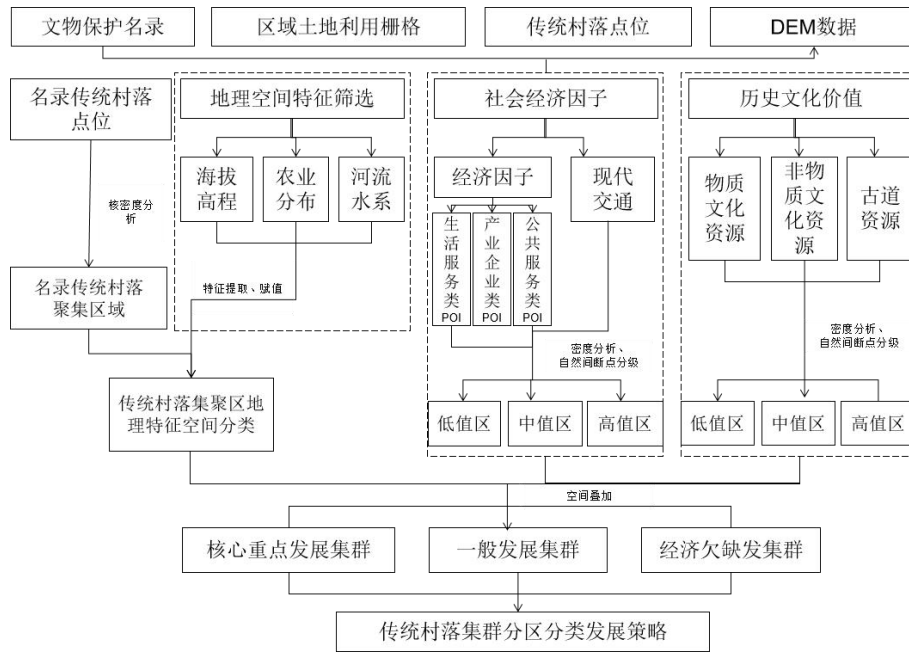 文物保护名录
区域土地利用栅格
传统村落点位
DEM数据
名录传统村落
点位
地理空间特征筛选
社会经济因子
历史文化价值
海拔
高程
农业
分布
河流
水系
经济因子
现代
交通
物质
文化
资源
非物
质文
化资
源
古道
资源
核密度分
析
生活服务类POI
产业企业类POI
公共服务类POI
名录传统村落
聚集区域
特征提取、赋值
密度分析、
自然间断点分级
密度分析、
自然间断点分级
传统村落集聚区地
理特征空间分类
低值区
中值区
高值区
低值区
中值区
高值区
空间叠加
核心重点发展集群
一般发展集群
经济欠缺发集群
传统村落集群分区分类发展策略